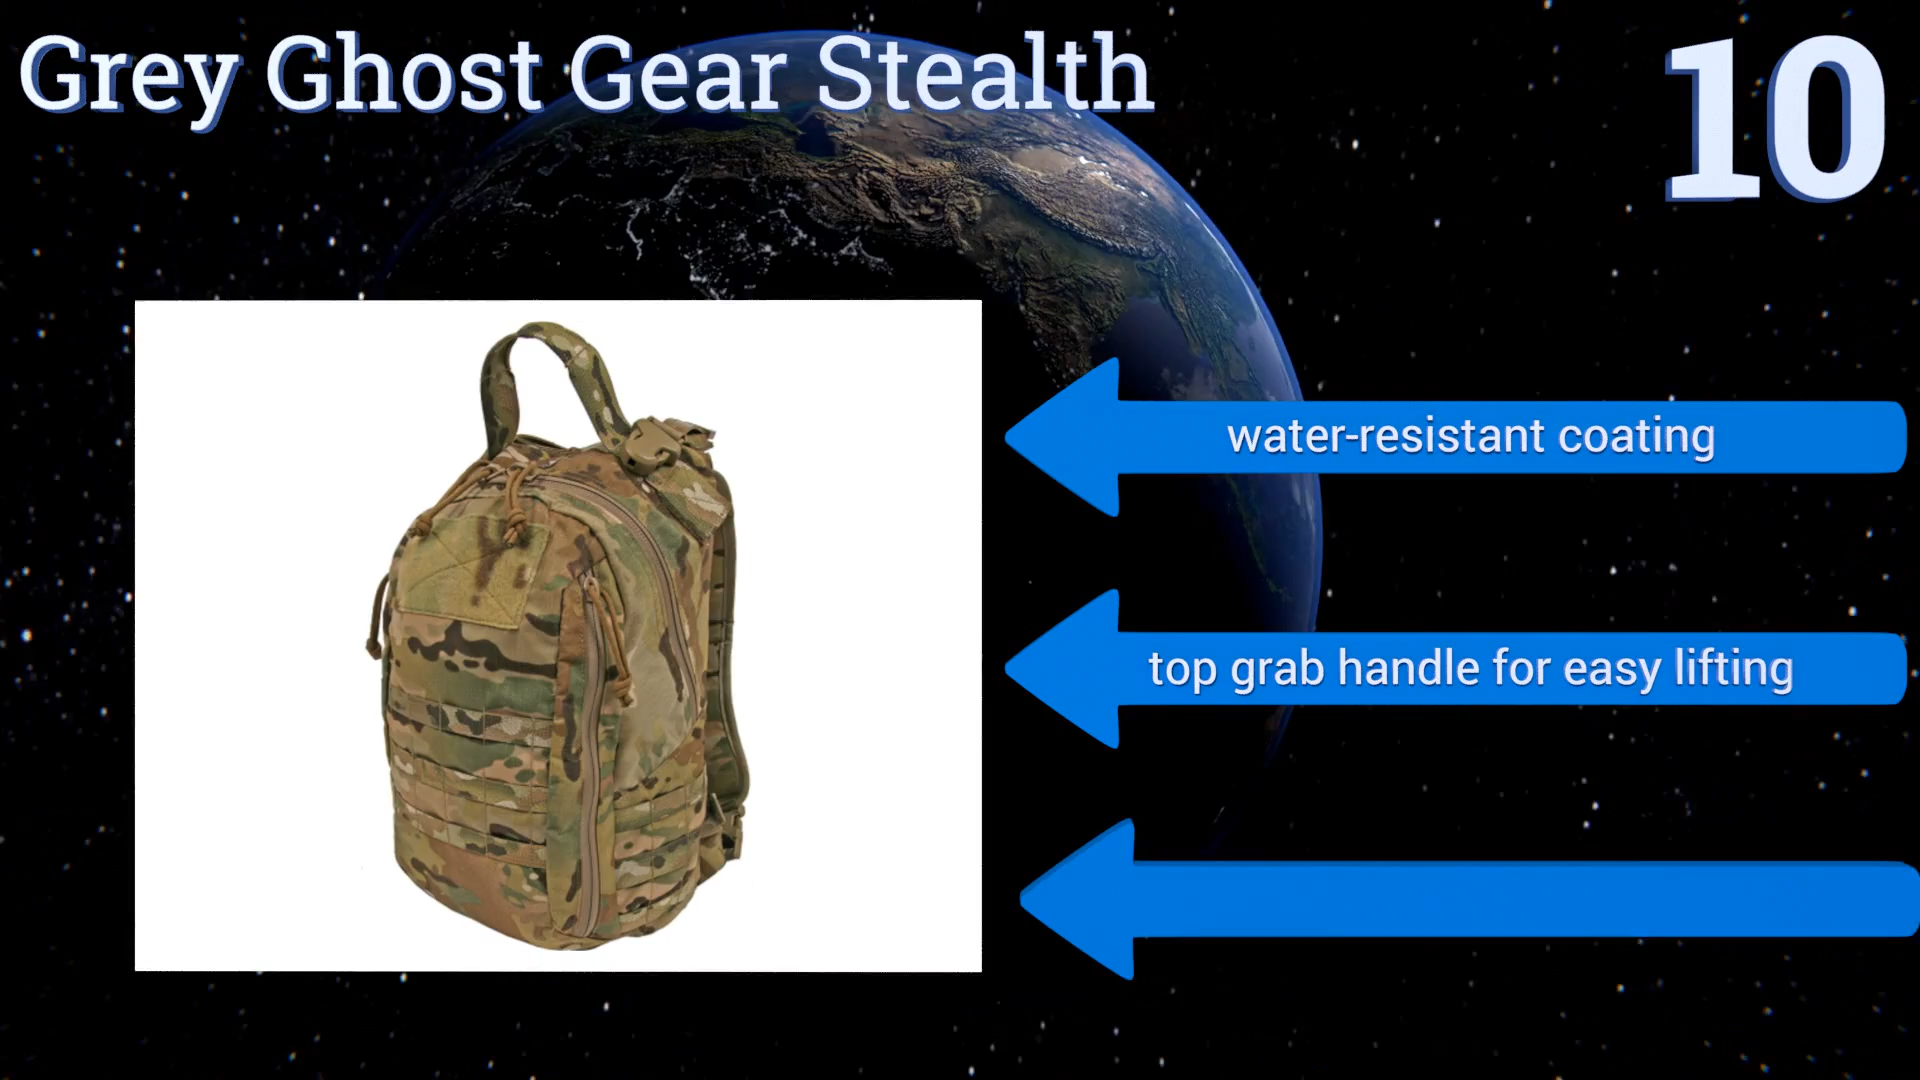 Grey Ghost Gear Stealth
10
water-resistant coating
top grab handle for easy lifting